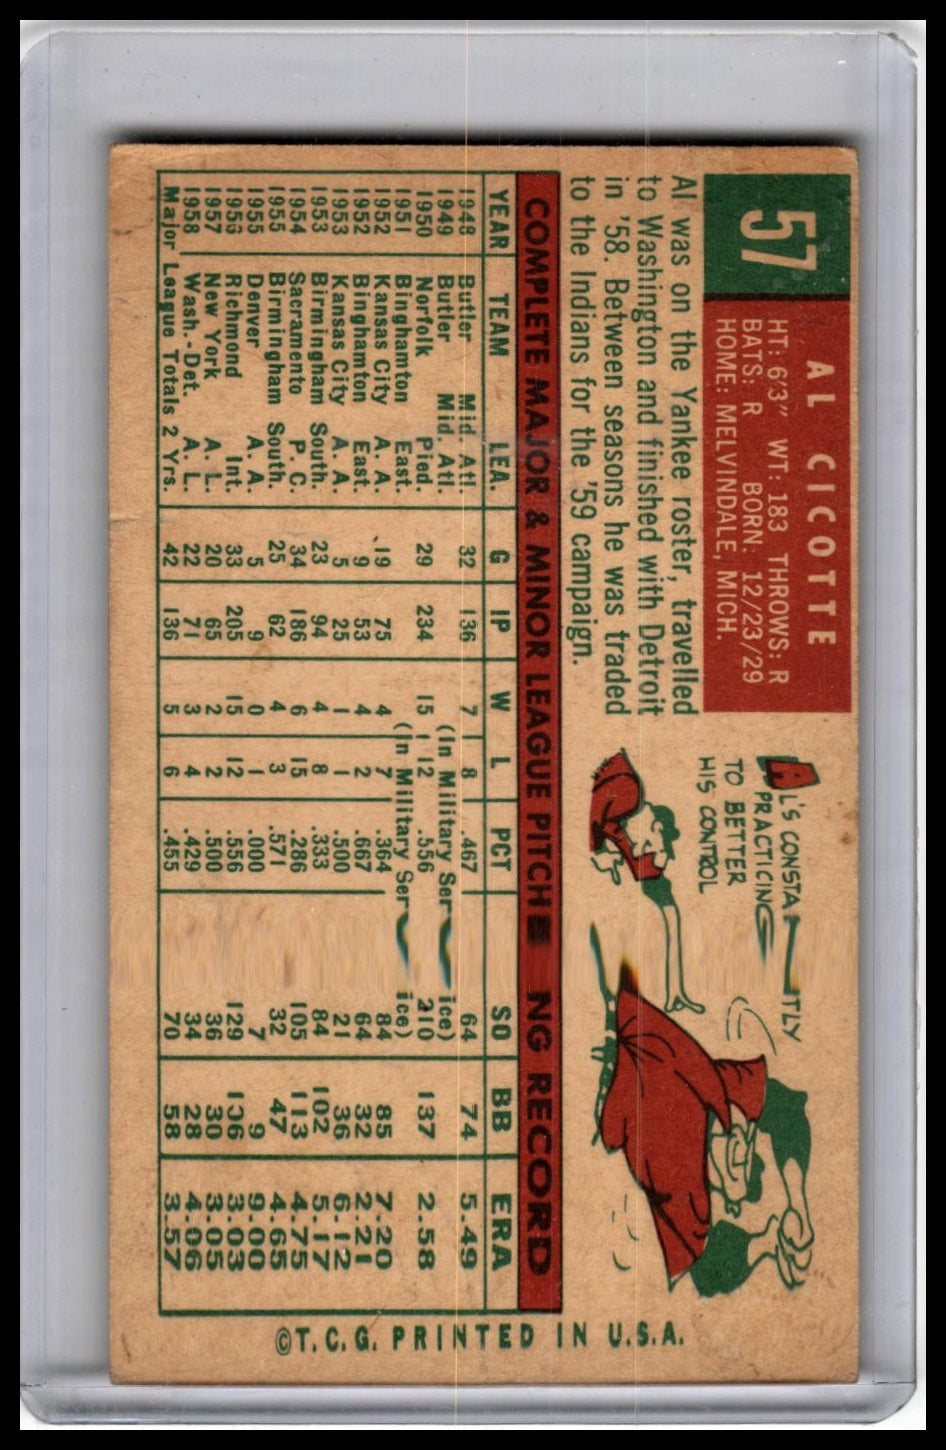 57
AL CICOTTE
HT: 6'3" WT: 183 THROWS: R
BATS: R BORN: 12/23/29
HOME: MELVINDALE, MICH.
Al was on the Yankee roster, travelled
to Washington and finished with Detroit
in '58. Between seasons he was traded
to the Indians for the '59 campaign.
AL'S CONSTANTLY
PRACTICING
TO BETTER
HIS CONTROL
COMPLETE MAJOR & MINOR LEAGUE PITCHING RECORD
YEAR TEAM LEA. G IP W L PCT SO BB ERA
1948 Butler Mid. Atl. 32 136 7 8 .467 64 74 5.49
1949 Butler Mid. Atl. (In Military Service)
1950 Norfolk Pied. 29 234 15 12 .556 210 137 2.58
1951 Binghamton East. (In Military Service)
1952 Kansas City A. A. 19 75 4 7 .364 84 85 7.20
1952 Binghamton East. 9 53 4 2 .667 64 32 2.21
1953 Kansas City A. A. 5 25 1 1 .500 21 36 6.12
1953 Birmingham South. 23 94 4 8 .333 84 102 5.17
1954 Sacramento P. C. 34 186 6 15 .286 105 113 4.75
1955 Birmingham South. 25 62 4 3 .571 32 47 4.65
1955 Denver A. A. 5 9 0 1 .000 7 9 9.00
1956 Richmond Int. 33 205 15 12 .556 129 106 3.03
1957 New York A. L. 20 65 2 2 .500 36 30 3.05
1958 Wash.-Det. A. L. 22 71 3 4 .429 34 28 4.06
Major League Totals 2 Yrs. 42 136 5 6 .455 70 58 3.57
©T.C.G. PRINTED IN U.S.A.